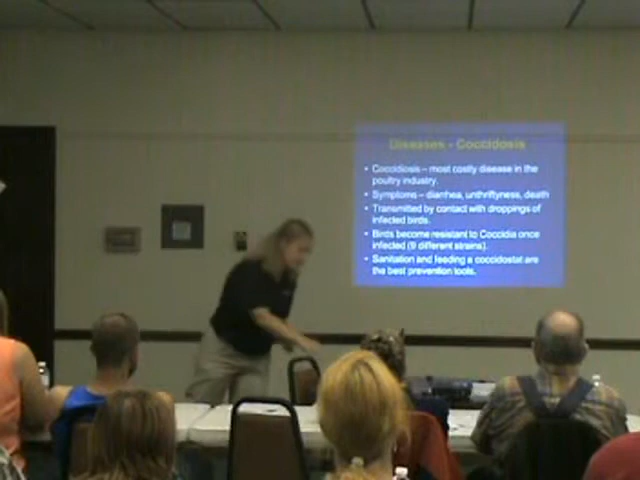 Diseases - Coccidosis
• Coccidiosis – most costly disease in the
poultry industry.
• Symptoms – diarrhea, unthriftyness, death
• Transmitted by contact with droppings of
infected birds.
• Birds become resistant to Coccidia once
infected (9 different strains).
• Sanitation and feeding a coccidostat are
the best prevention tools.